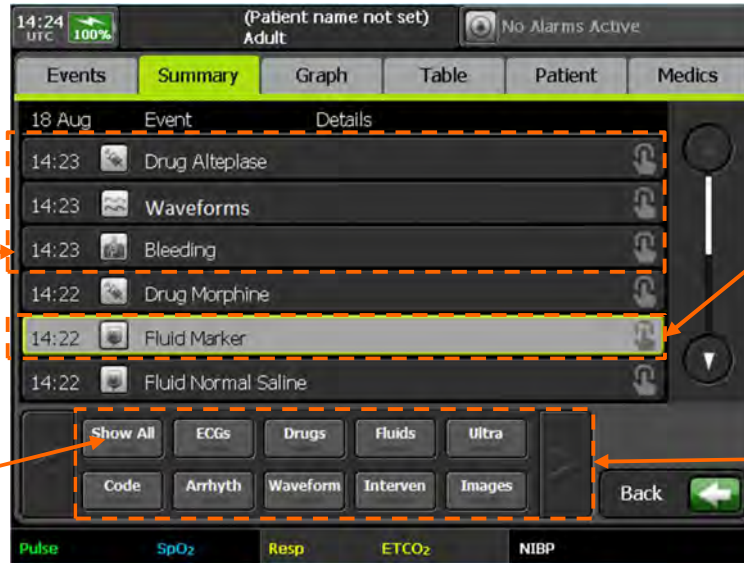 14:24
UTC 100%
(Patient name not set)
Adult
No Alarms Active
Events Summary Graph Table Patient Medics
18 Aug Event Details
14:23 Drug Alteplase
14:23 Waveforms
14:23 Bleeding
14:22 Drug Morphine
14:22 Fluid Marker
14:22 Fluid Normal Saline
Show All ECGs Drugs Fluids Ultra
Code Arrhyth Waveform Interven Images
Back
Pulse SpO₂ Resp ETCO₂ NIBP